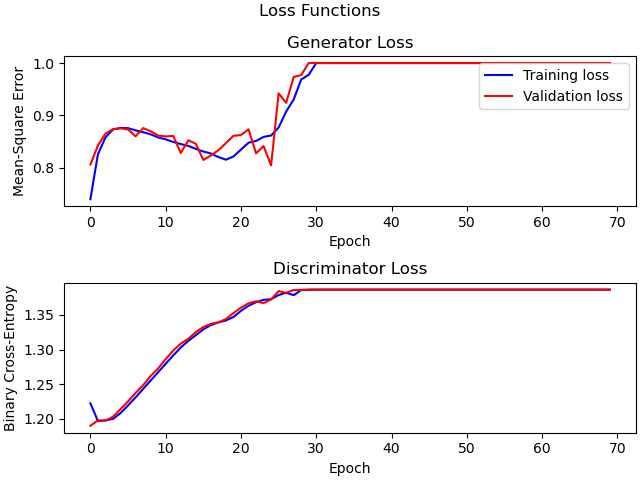 Loss Functions
Generator Loss
Mean-Square Error
1.0
0.9
0.8
Training loss
Validation loss
0 10 20 30 40 50 60 70
Epoch
Discriminator Loss
Binary Cross-Entropy
1.35
1.30
1.25
1.20
0 10 20 30 40 50 60 70
Epoch